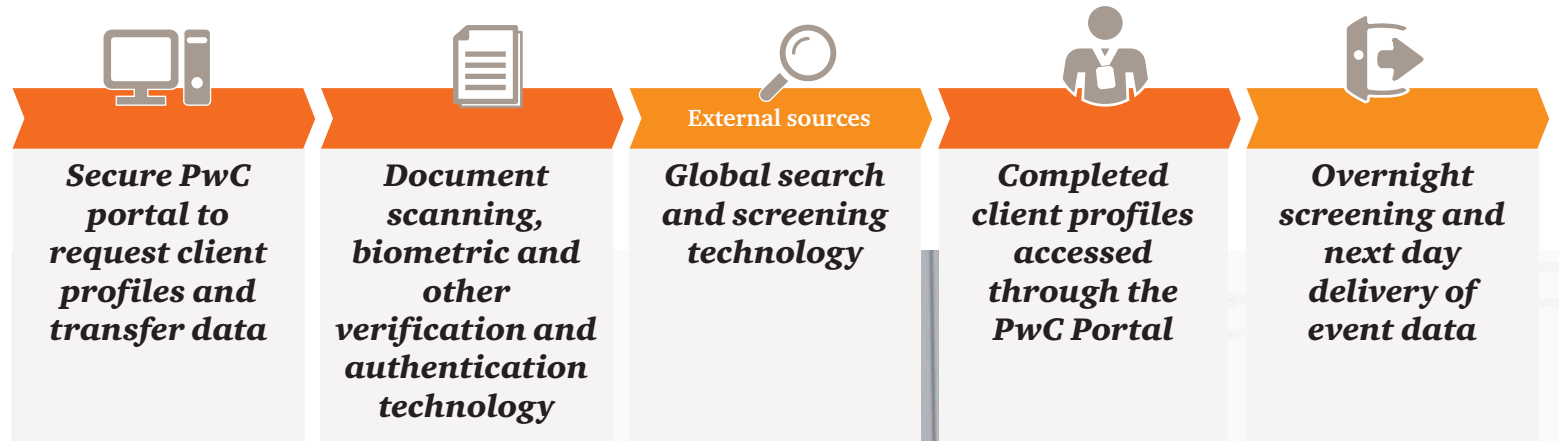 Secure PwC
portal to
request client
profiles and
transfer data
Document
scanning,
biometric and
other
verification and
authentication
technology
External sources
Global search
and screening
technology
Completed
client profiles
accessed
through the
PwC Portal
Overnight
screening and
next day
delivery of
event data